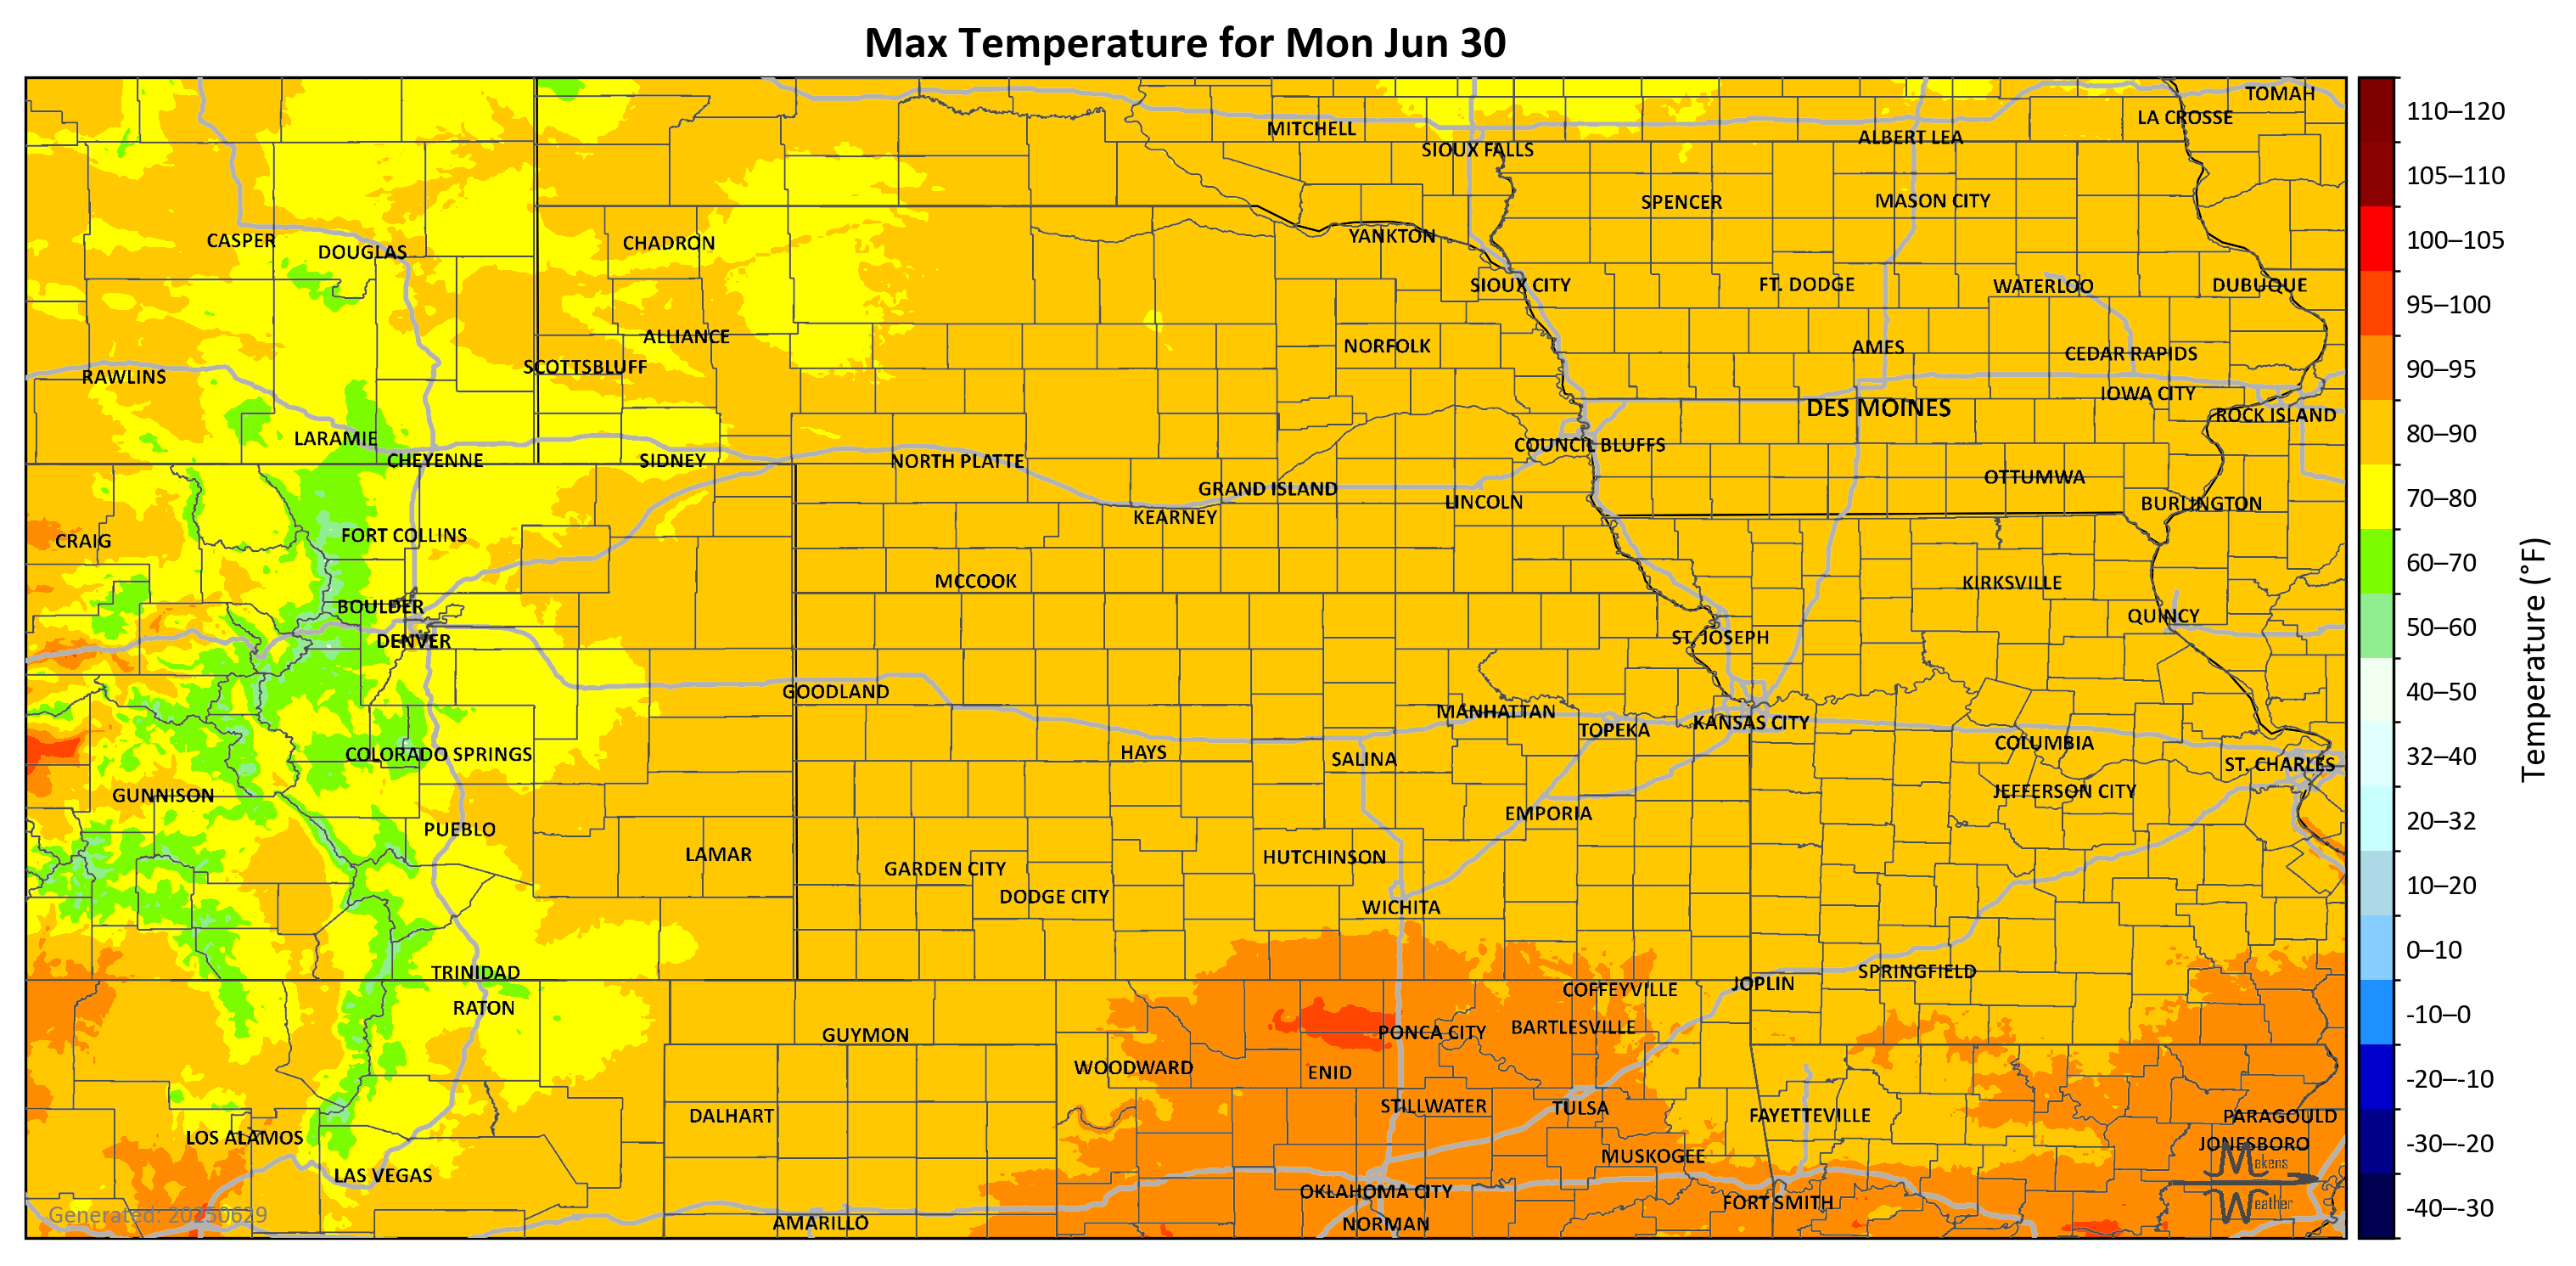 Max Temperature for Mon Jun 30
TOMAH
LA CROSSE
MITCHELL
ALBERT LEA
SIOUX FALLS
SPENCER
MASON CITY
CASPER
DOUGLAS
CHADRON
YANKTON
SIOUX CITY
FT. DODGE
WATERLOO
DUBUQUE
ALLIANCE
NORFOLK
AMES
CEDAR RAPIDS
SCOTTSBLUFF
RAWLINS
IOWA CITY
DES MOINES
ROCK ISLAND
LARAMIE
COUNCIL BLUFFS
CHEYENNE
SIDNEY
NORTH PLATTE
OTTUMWA
GRAND ISLAND
LINCOLN
BURLINGTON
KEARNEY
CRAIG
FORT COLLINS
MCCOOK
KIRKSVILLE
BOULDER
QUINCY
DENVER
ST. JOSEPH
GOODLAND
MANHATTAN
TOPEKA
KANSAS CITY
COLUMBIA
COLORADO SPRINGS
HAYS
SALINA
ST. CHARLES
GUNNISON
JEFFERSON CITY
EMPORIA
PUEBLO
LAMAR
HUTCHINSON
GARDEN CITY
DODGE CITY
WICHITA
TRINIDAD
SPRINGFIELD
JOPLIN
COFFEYVILLE
RATON
GUYMON
PONCA CITY
BARTLESVILLE
WOODWARD
ENID
STILLWATER
TULSA
DALHART
FAYETTEVILLE
PARAGOULD
LOS ALAMOS
JONESBORO
MUSKOGEE
LAS VEGAS
OKLAHOMA CITY
FORT SMITH
AMARILLO
NORMAN
Generated: 20250629
Makens
Weather
110–120
105–110
100–105
95–100
90–95
80–90
70–80
60–70
50–60
40–50
32–40
20–32
10–20
0–10
-10–0
-20–-10
-30–-20
-40–-30
Temperature (°F)